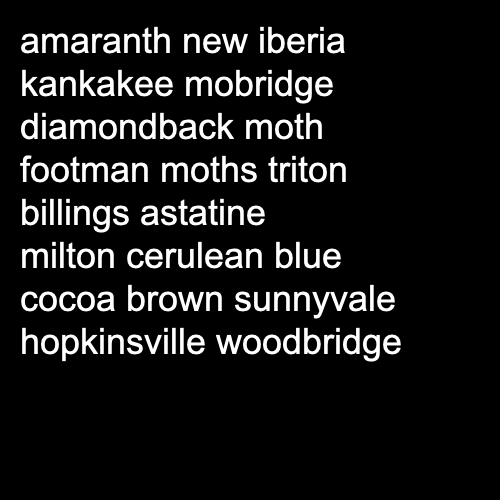 amaranth new iberia
kankakee mobridge
diamondback moth
footman moths triton
billings astatine
milton cerulean blue
cocoa brown sunnyvale
hopkinsville woodbridge